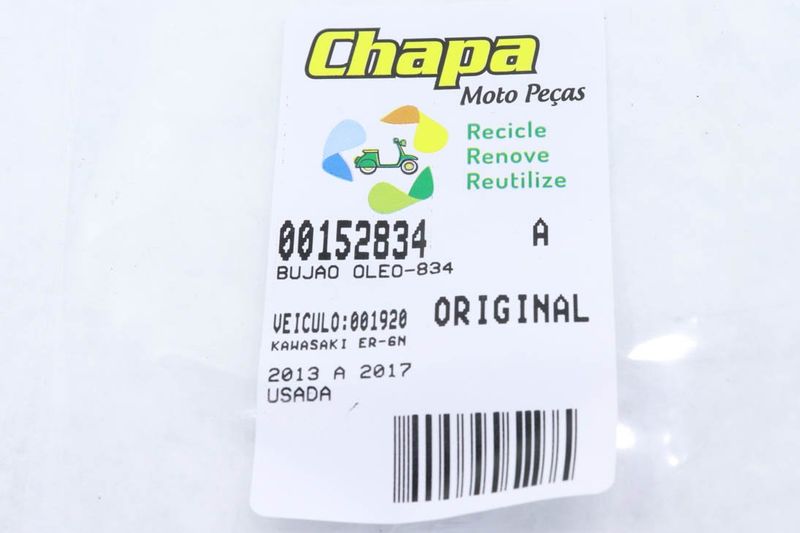 Chapa
Moto Peças
Recicle
Renove
Reutilize
00152834 A
BUJAO OLEO-834
VEICULO:001920 ORIGINAL
KAWASAKI ER-6N
2013 A 2017
USADA